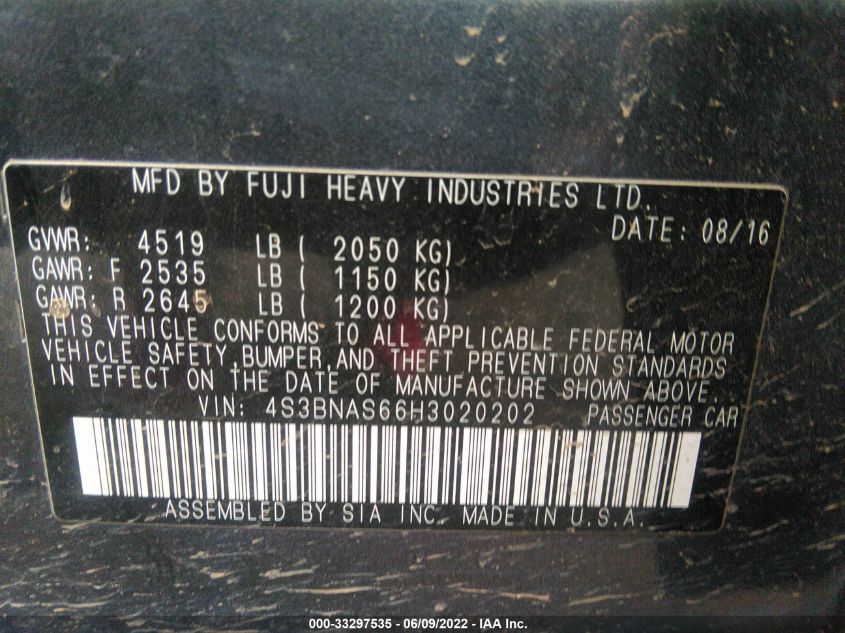 MFD BY FUJI HEAVY INDUSTRIES LTD.
DATE: 08/16
GVWR: 4519 LB ( 2050 KG)
GAWR: F 2535 LB ( 1150 KG)
GAWR: R 2645 LB ( 1200 KG)
THIS VEHICLE CONFORMS TO ALL APPLICABLE FEDERAL MOTOR
VEHICLE SAFETY,BUMPER,AND THEFT PREVENTION STANDARDS
IN EFFECT ON THE DATE OF MANUFACTURE SHOWN ABOVE.
VIN: 4S3BNAS66H3020202 PASSENGER CAR
ASSEMBLED BY SIA INC. MADE IN U.S.A.
000-33297535 - 06/09/2022 - IAA Inc.